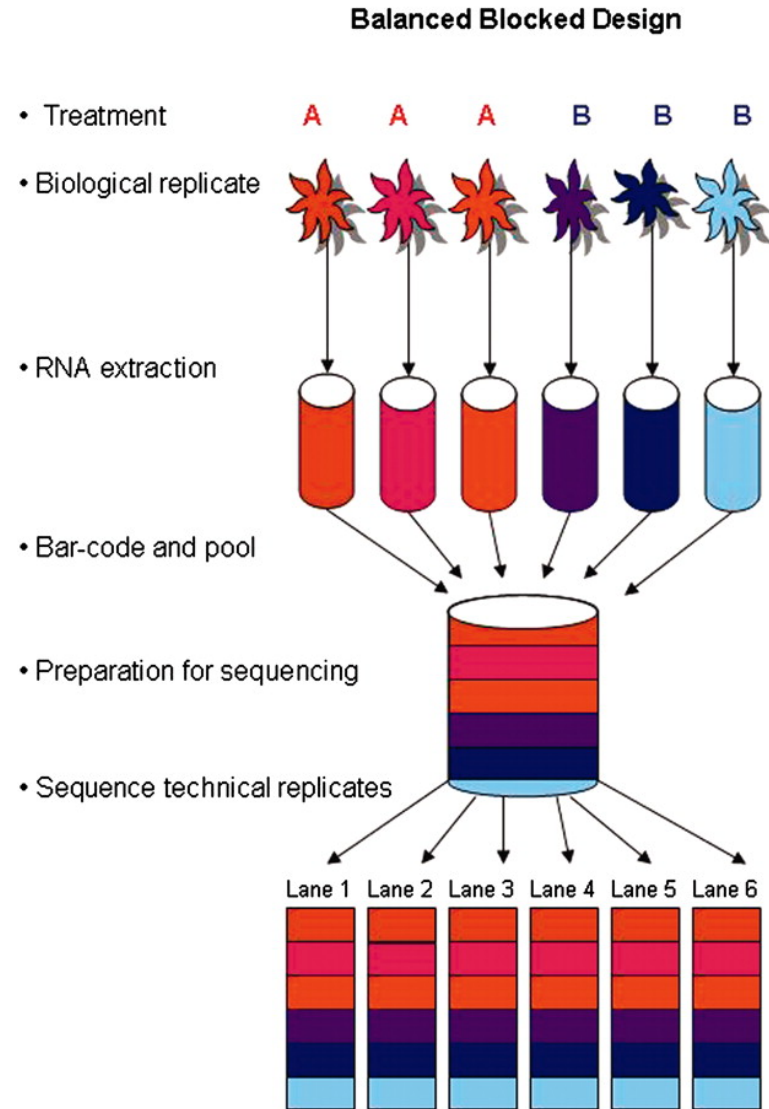 Balanced Blocked Design
• Treatment A A A B B B
• Biological replicate
• RNA extraction
• Bar-code and pool
• Preparation for sequencing
• Sequence technical replicates
Lane 1 Lane 2 Lane 3 Lane 4 Lane 5 Lane 6